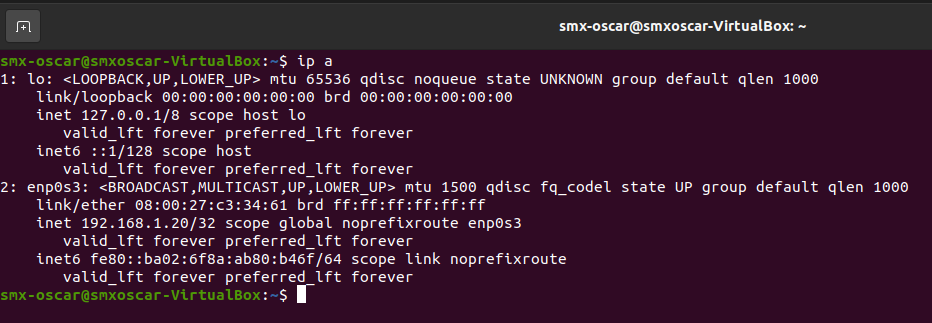 smx-oscar@smxoscar-VirtualBox: ~
smx-oscar@smxoscar-VirtualBox:~$ ip a
1: lo: <LOOPBACK,UP,LOWER_UP> mtu 65536 qdisc noqueue state UNKNOWN group default qlen 1000
    link/loopback 00:00:00:00:00:00 brd 00:00:00:00:00:00
    inet 127.0.0.1/8 scope host lo
       valid_lft forever preferred_lft forever
    inet6 ::1/128 scope host
       valid_lft forever preferred_lft forever
2: enp0s3: <BROADCAST,MULTICAST,UP,LOWER_UP> mtu 1500 qdisc fq_codel state UP group default qlen 1000
    link/ether 08:00:27:c3:34:61 brd ff:ff:ff:ff:ff:ff
    inet 192.168.1.20/32 scope global noprefixroute enp0s3
       valid_lft forever preferred_lft forever
    inet6 fe80::ba02:6f8a:ab80:b46f/64 scope link noprefixroute
       valid_lft forever preferred_lft forever
smx-oscar@smxoscar-VirtualBox:~$